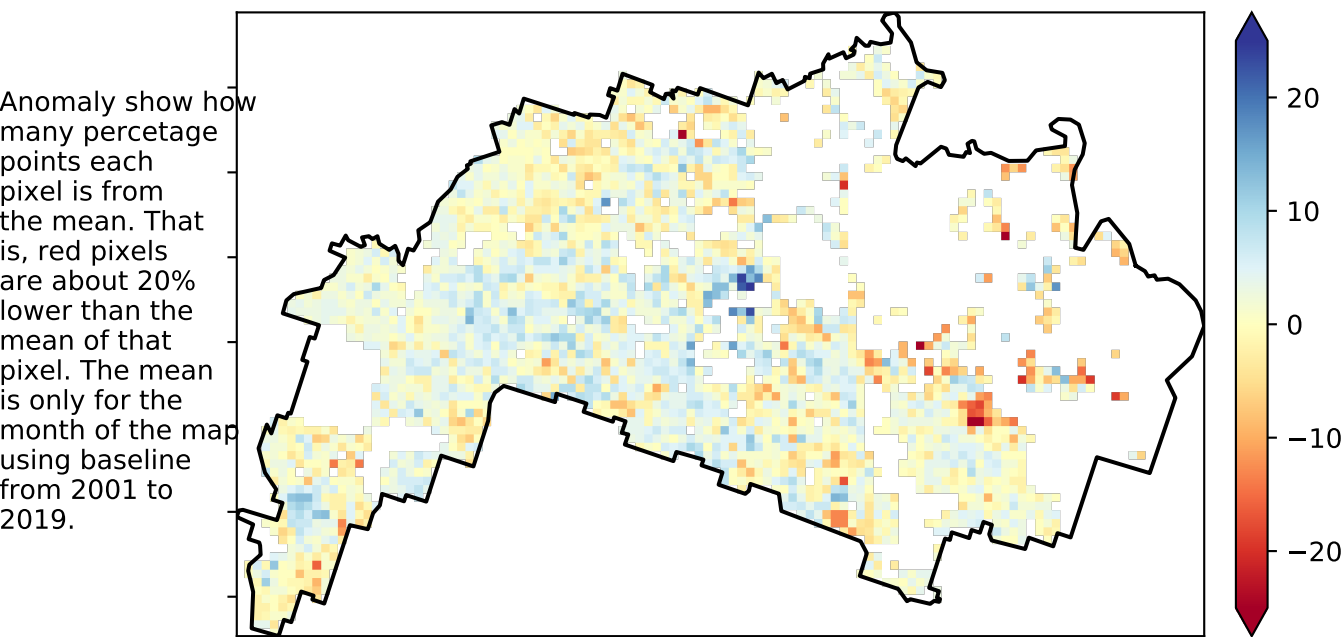 Anomaly show how
many percetage
points each
pixel is from
the mean. That
is, red pixels
are about 20%
lower than the
mean of that
pixel. The mean
is only for the
month of the map
using baseline
from 2001 to
2019.
20
10
0
−10
−20